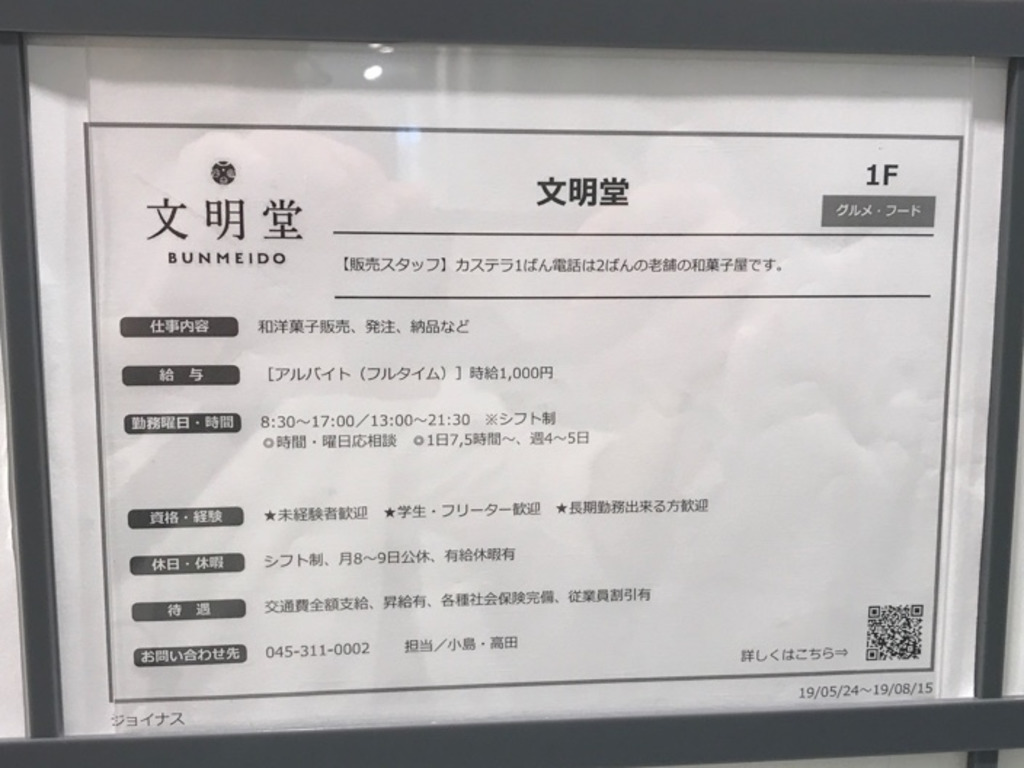 文明堂
BUNMEIDO
文明堂
1F
グルメ・フード
【販売スタッフ】カステラ1ばん電話は2ばんの老舗の和菓子屋です。
仕事内容 和洋菓子販売、発注、納品など
給 与 ［アルバイト（フルタイム）］時給1,000円
勤務曜日・時間 8:30～17:00／13:00～21:30 ※シフト制
◎時間・曜日応相談 ◎1日7,5時間～、週4～5日
資格・経験 ★未経験者歓迎 ★学生・フリーター歓迎 ★長期勤務出来る方歓迎
休日・休暇 シフト制、月8～9日公休、有給休暇有
待 遇 交通費全額支給、昇給有、各種社会保険完備、従業員割引有
お問い合わせ先 045-311-0002 担当／小島・高田
詳しくはこちら⇒
19/05/24～19/08/15
ジョイナス